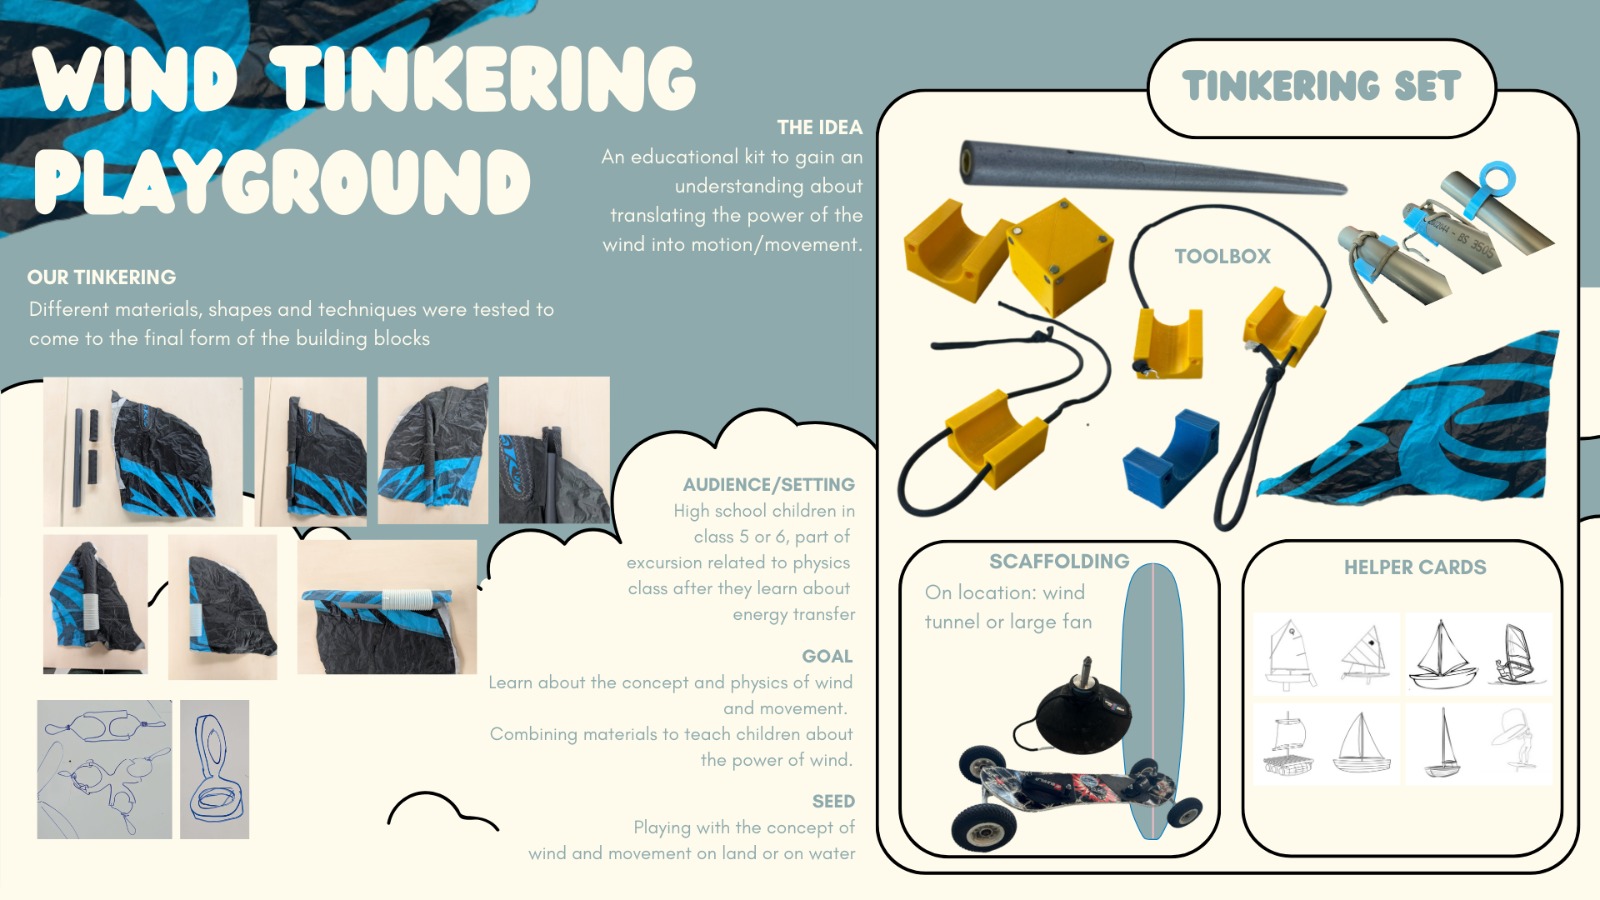 WIND TINKERING
PLAYGROUND
THE IDEA
An educational kit to gain an
understanding about
translating the power of the
wind into motion/movement.
OUR TINKERING
Different materials, shapes and techniques were tested to
come to the final form of the building blocks
AUDIENCE/SETTING
High school children in
class 5 or 6, part of
excursion related to physics
class after they learn about
energy transfer
GOAL
Learn about the concept and physics of wind
and movement.
Combining materials to teach children about
the power of wind.
SEED
Playing with the concept of
wind and movement on land or on water
TINKERING SET
TOOLBOX
BS 3505
SCAFFOLDING
On location: wind
tunnel or large fan
HELPER CARDS